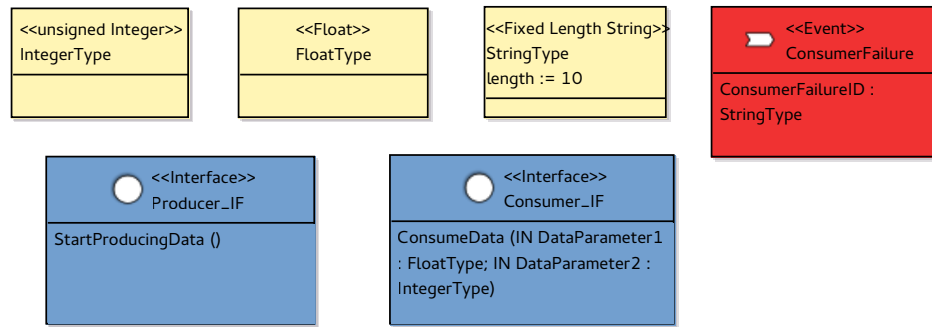 <<unsigned Integer>>
IntegerType
<<Float>>
FloatType
<<Fixed Length String>>
StringType
length := 10
<<Event>>
ConsumerFailure
ConsumerFailureID :
StringType
<<Interface>>
Producer_IF
StartProducingData ()
<<Interface>>
Consumer_IF
ConsumeData (IN DataParameter1
: FloatType; IN DataParameter2 :
IntegerType)